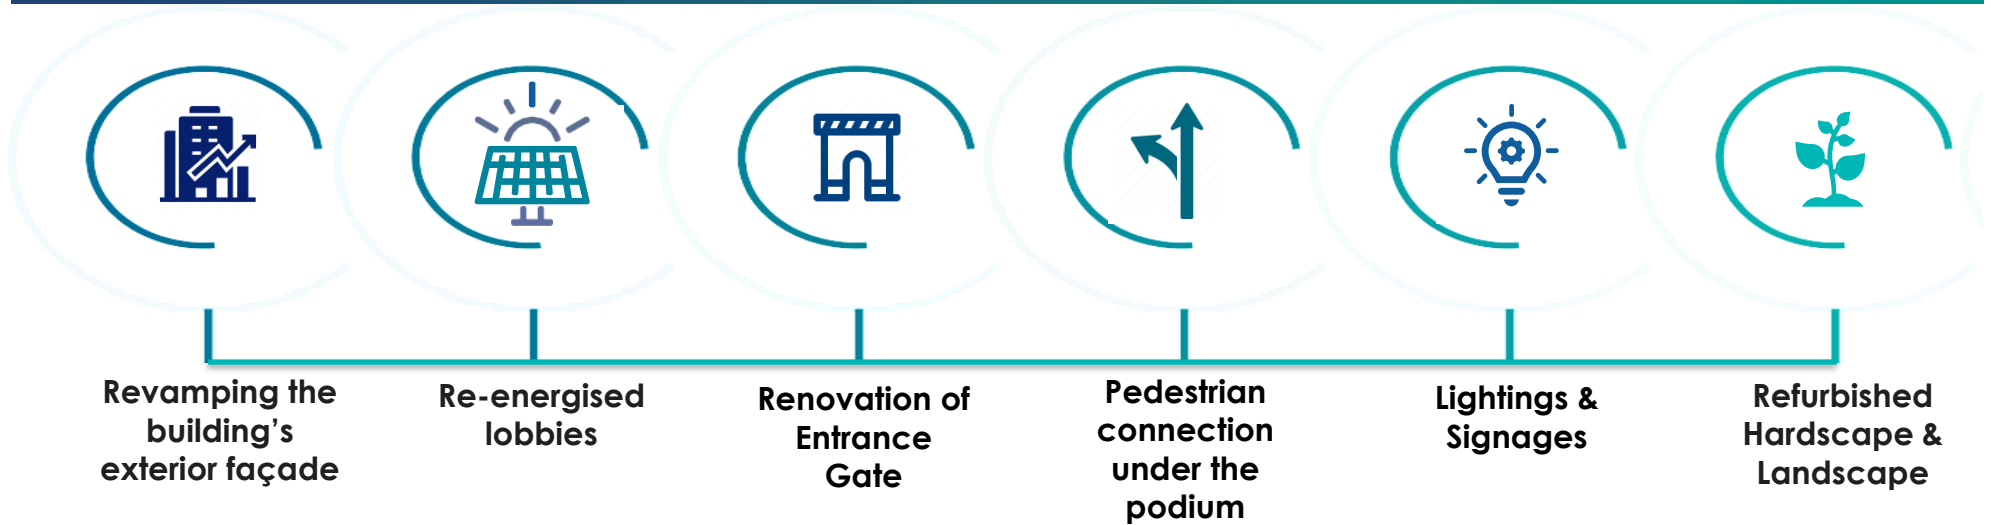 Revamping the
building’s
exterior façade
Re-energised
lobbies
Renovation of
Entrance
Gate
Pedestrian
connection
under the
podium
Lightings &
Signages
Refurbished
Hardscape &
Landscape